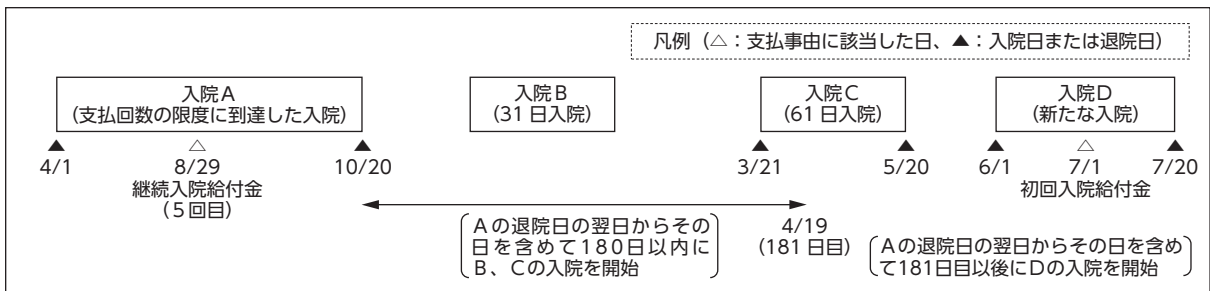 凡例（△：支払事由に該当した日、▲：入院日または退院日）
入院A
（支払回数の限度に到達した入院）
入院B
（31日入院）
入院C
（61日入院）
入院D
（新たな入院）
▲
4/1
△
8/29
継続入院給付金
（5回目）
▲
10/20
▲
3/21
▲
5/20
▲
6/1
△
7/1
初回入院給付金
▲
7/20
Aの退院日の翌日からその
日を含めて180日以内に
B、Cの入院を開始
4/19
（181日目）
Aの退院日の翌日からその日を含め
て181日目以後にDの入院を開始